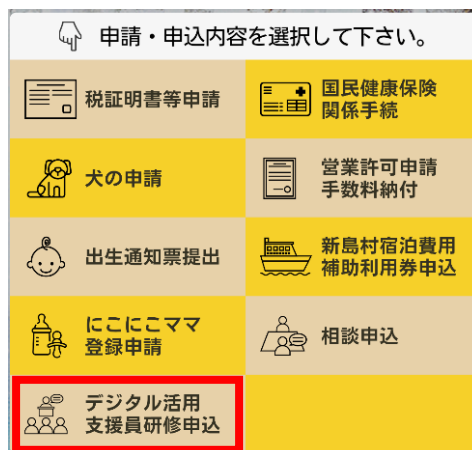 申請・申込内容を選択して下さい。
税証明書等申請
国民健康保険
関係手続
犬の申請
営業許可申請
手数料納付
出生通知票提出
新島村宿泊費用
補助利用券申込
にこにこママ
登録申請
相談申込
デジタル活用
支援員研修申込